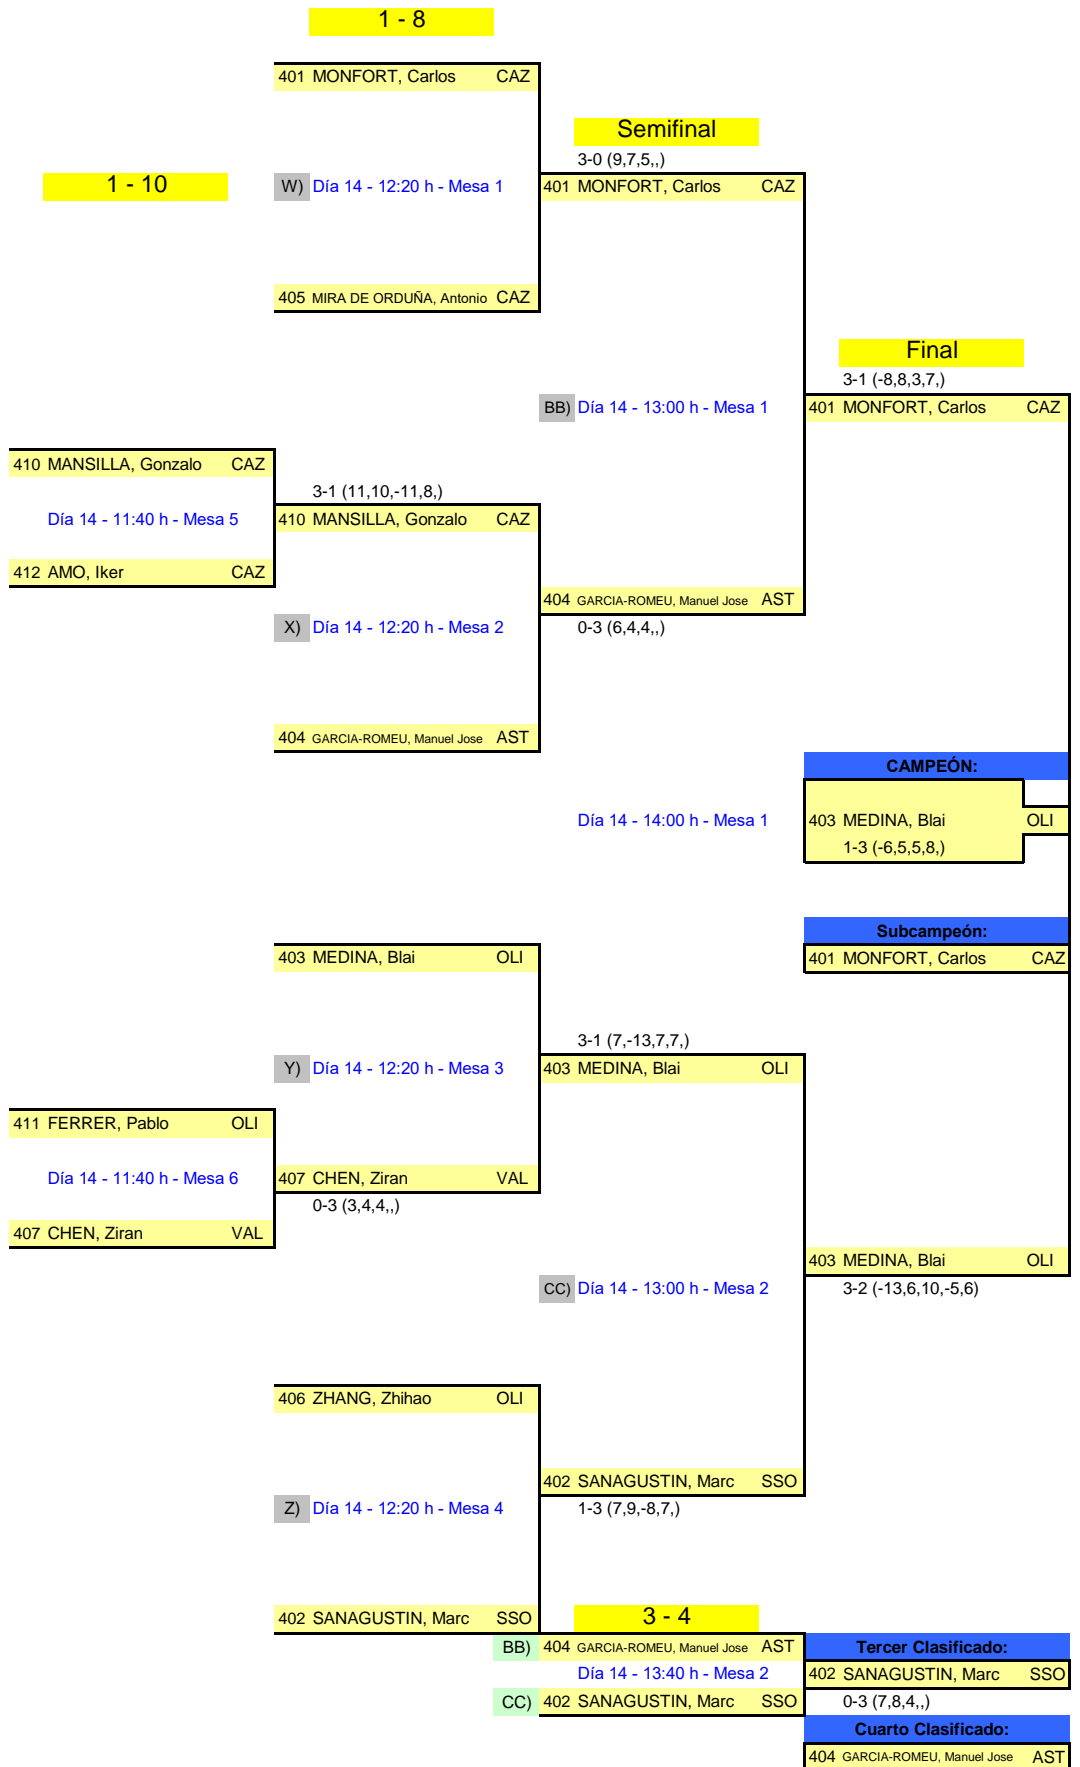 1 - 8
401 MONFORT, Carlos CAZ
Semifinal
3-0 (9,7,5,,)
1 - 10
W) Día 14 - 12:20 h - Mesa 1
401 MONFORT, Carlos CAZ
405 MIRA DE ORDUÑA, Antonio CAZ
Final
3-1 (-8,8,3,7,)
BB) Día 14 - 13:00 h - Mesa 1
401 MONFORT, Carlos CAZ
410 MANSILLA, Gonzalo CAZ
3-1 (11,10,-11,8,)
Día 14 - 11:40 h - Mesa 5
410 MANSILLA, Gonzalo CAZ
412 AMO, Iker CAZ
404 GARCIA-ROMEU, Manuel Jose AST
X) Día 14 - 12:20 h - Mesa 2
0-3 (6,4,4,,)
404 GARCIA-ROMEU, Manuel Jose AST
CAMPEÓN:
Día 14 - 14:00 h - Mesa 1
403 MEDINA, Blai OLI
1-3 (-6,5,5,8,)
Subcampeón:
403 MEDINA, Blai OLI
401 MONFORT, Carlos CAZ
3-1 (7,-13,7,7,)
Y) Día 14 - 12:20 h - Mesa 3
403 MEDINA, Blai OLI
411 FERRER, Pablo OLI
Día 14 - 11:40 h - Mesa 6
407 CHEN, Ziran VAL
0-3 (3,4,4,,)
407 CHEN, Ziran VAL
403 MEDINA, Blai OLI
CC) Día 14 - 13:00 h - Mesa 2
3-2 (-13,6,10,-5,6)
406 ZHANG, Zhihao OLI
402 SANAGUSTIN, Marc SSO
Z) Día 14 - 12:20 h - Mesa 4
1-3 (7,9,-8,7,)
402 SANAGUSTIN, Marc SSO
3 - 4
BB) 404 GARCIA-ROMEU, Manuel Jose AST
Tercer Clasificado:
Día 14 - 13:40 h - Mesa 2
402 SANAGUSTIN, Marc SSO
CC) 402 SANAGUSTIN, Marc SSO
0-3 (7,8,4,,)
Cuarto Clasificado:
404 GARCIA-ROMEU, Manuel Jose AST